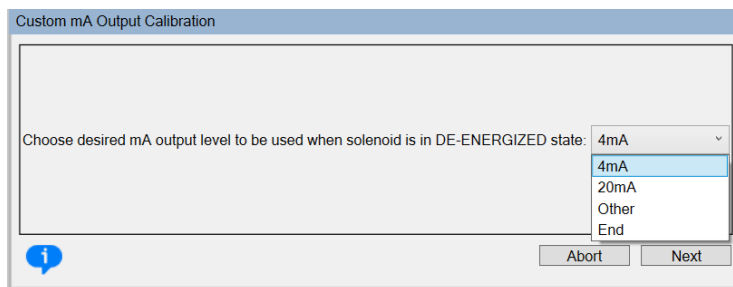 Custom mA Output Calibration
Choose desired mA output level to be used when solenoid is in DE-ENERGIZED state: 4mA
4mA
20mA
Other
End
Abort Next